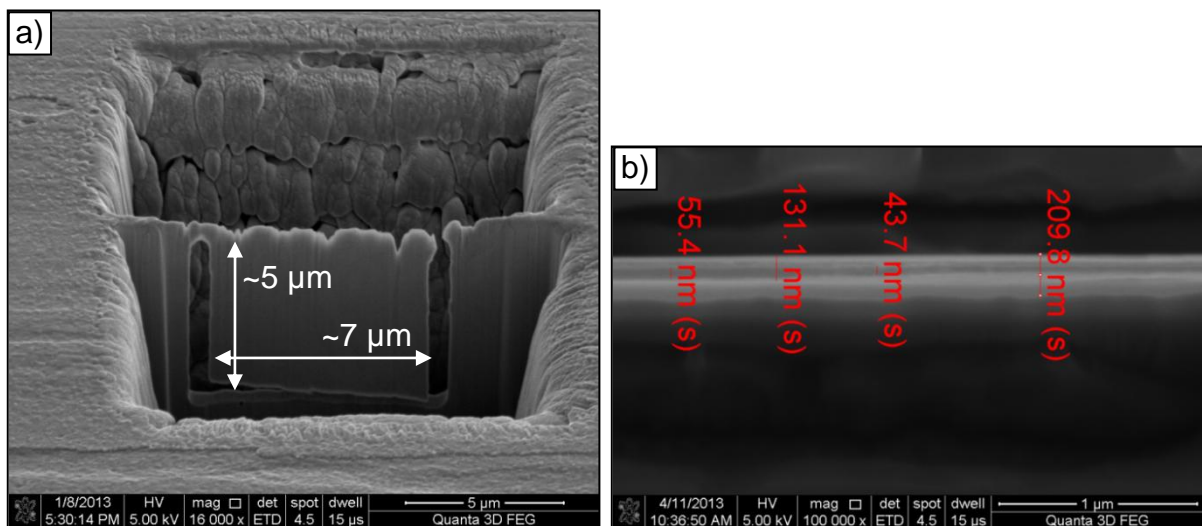 a)
~5 µm
~7 µm
1/8/2013 HV mag det spot dwell 5 µm
5:30:14 PM 5.00 kV 16 000 x ETD 4.5 15 µs Quanta 3D FEG
b)
55.4 nm (s)
131.1 nm (s)
43.7 nm (s)
209.8 nm (s)
4/11/2013 HV mag det spot dwell 1 µm
10:36:50 AM 5.00 kV 100 000 x ETD 4.5 15 µs Quanta 3D FEG